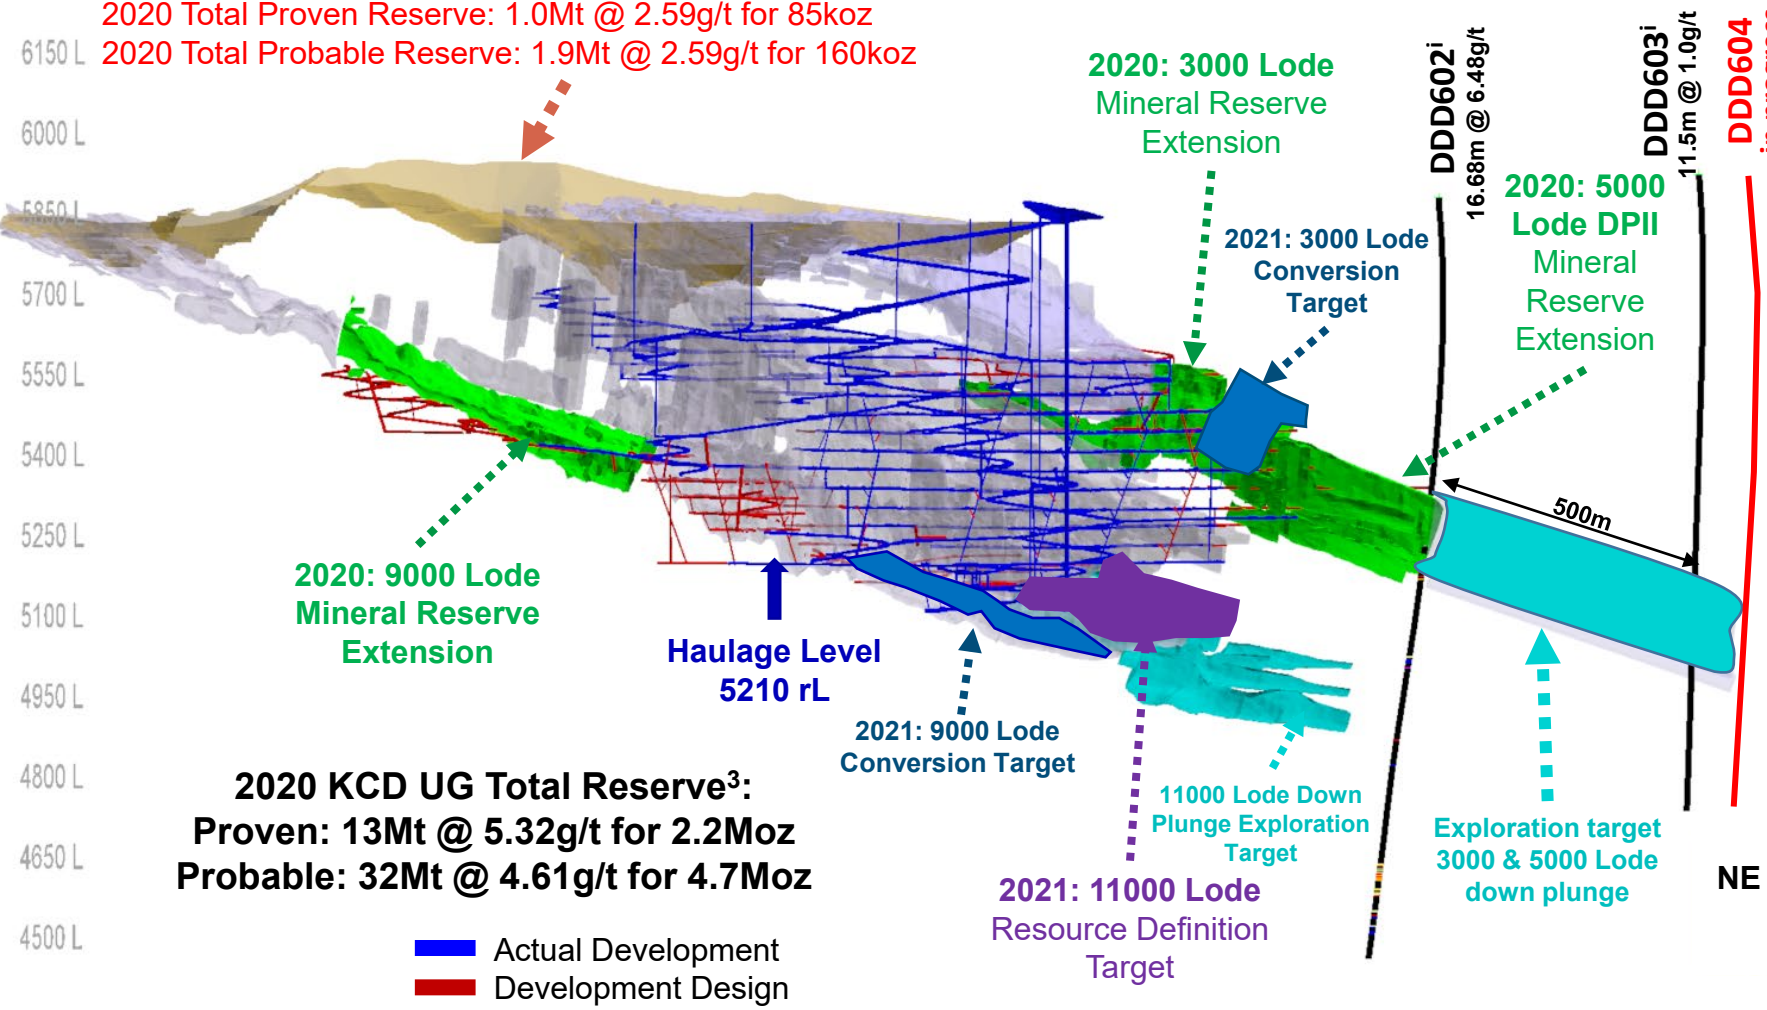 2020 Total Proven Reserve: 1.0Mt @ 2.59g/t for 85koz
2020 Total Probable Reserve: 1.9Mt @ 2.59g/t for 160koz
6150 L
6000 L
5850 L
5700 L
5550 L
5400 L
5250 L
5100 L
4950 L
4800 L
4650 L
4500 L
2020: 3000 Lode
Mineral Reserve
Extension
2021: 3000 Lode
Conversion
Target
DDD602ⁱ
16.68m @ 6.48g/t
DDD603ⁱ
11.5m @ 1.0g/t
DDD604
2020: 5000
Lode DPII
Mineral
Reserve
Extension
500m
2020: 9000 Lode
Mineral Reserve
Extension
Haulage Level
5210 rL
2021: 9000 Lode
Conversion Target
11000 Lode Down
Plunge Exploration
Target
2021: 11000 Lode
Resource Definition
Target
Exploration target
3000 & 5000 Lode
down plunge
NE
2020 KCD UG Total Reserve³:
Proven: 13Mt @ 5.32g/t for 2.2Moz
Probable: 32Mt @ 4.61g/t for 4.7Moz
Actual Development
Development Design